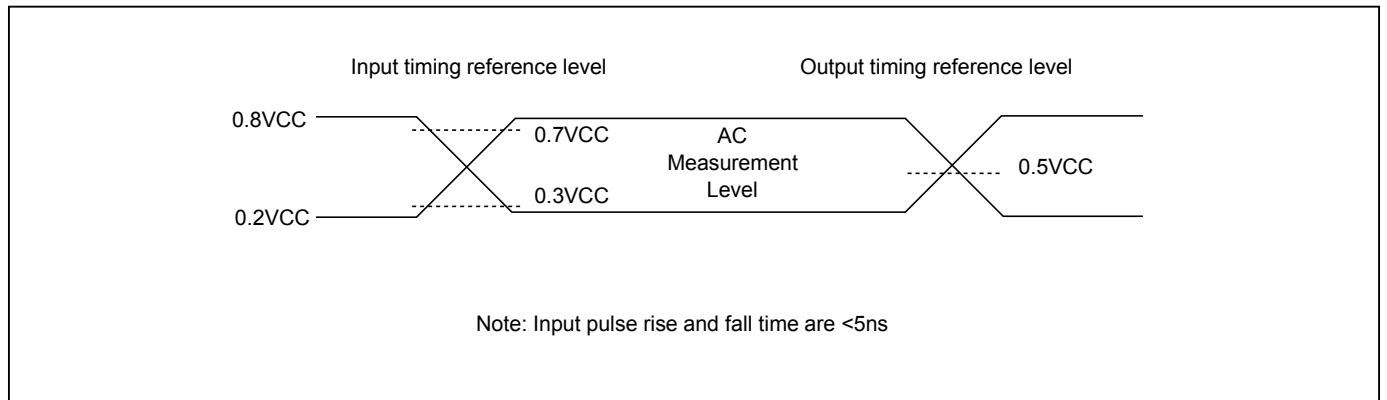 Input timing reference level
Output timing reference level
0.8VCC
0.7VCC
AC
Measurement
Level
0.5VCC
0.3VCC
0.2VCC
Note: Input pulse rise and fall time are <5ns